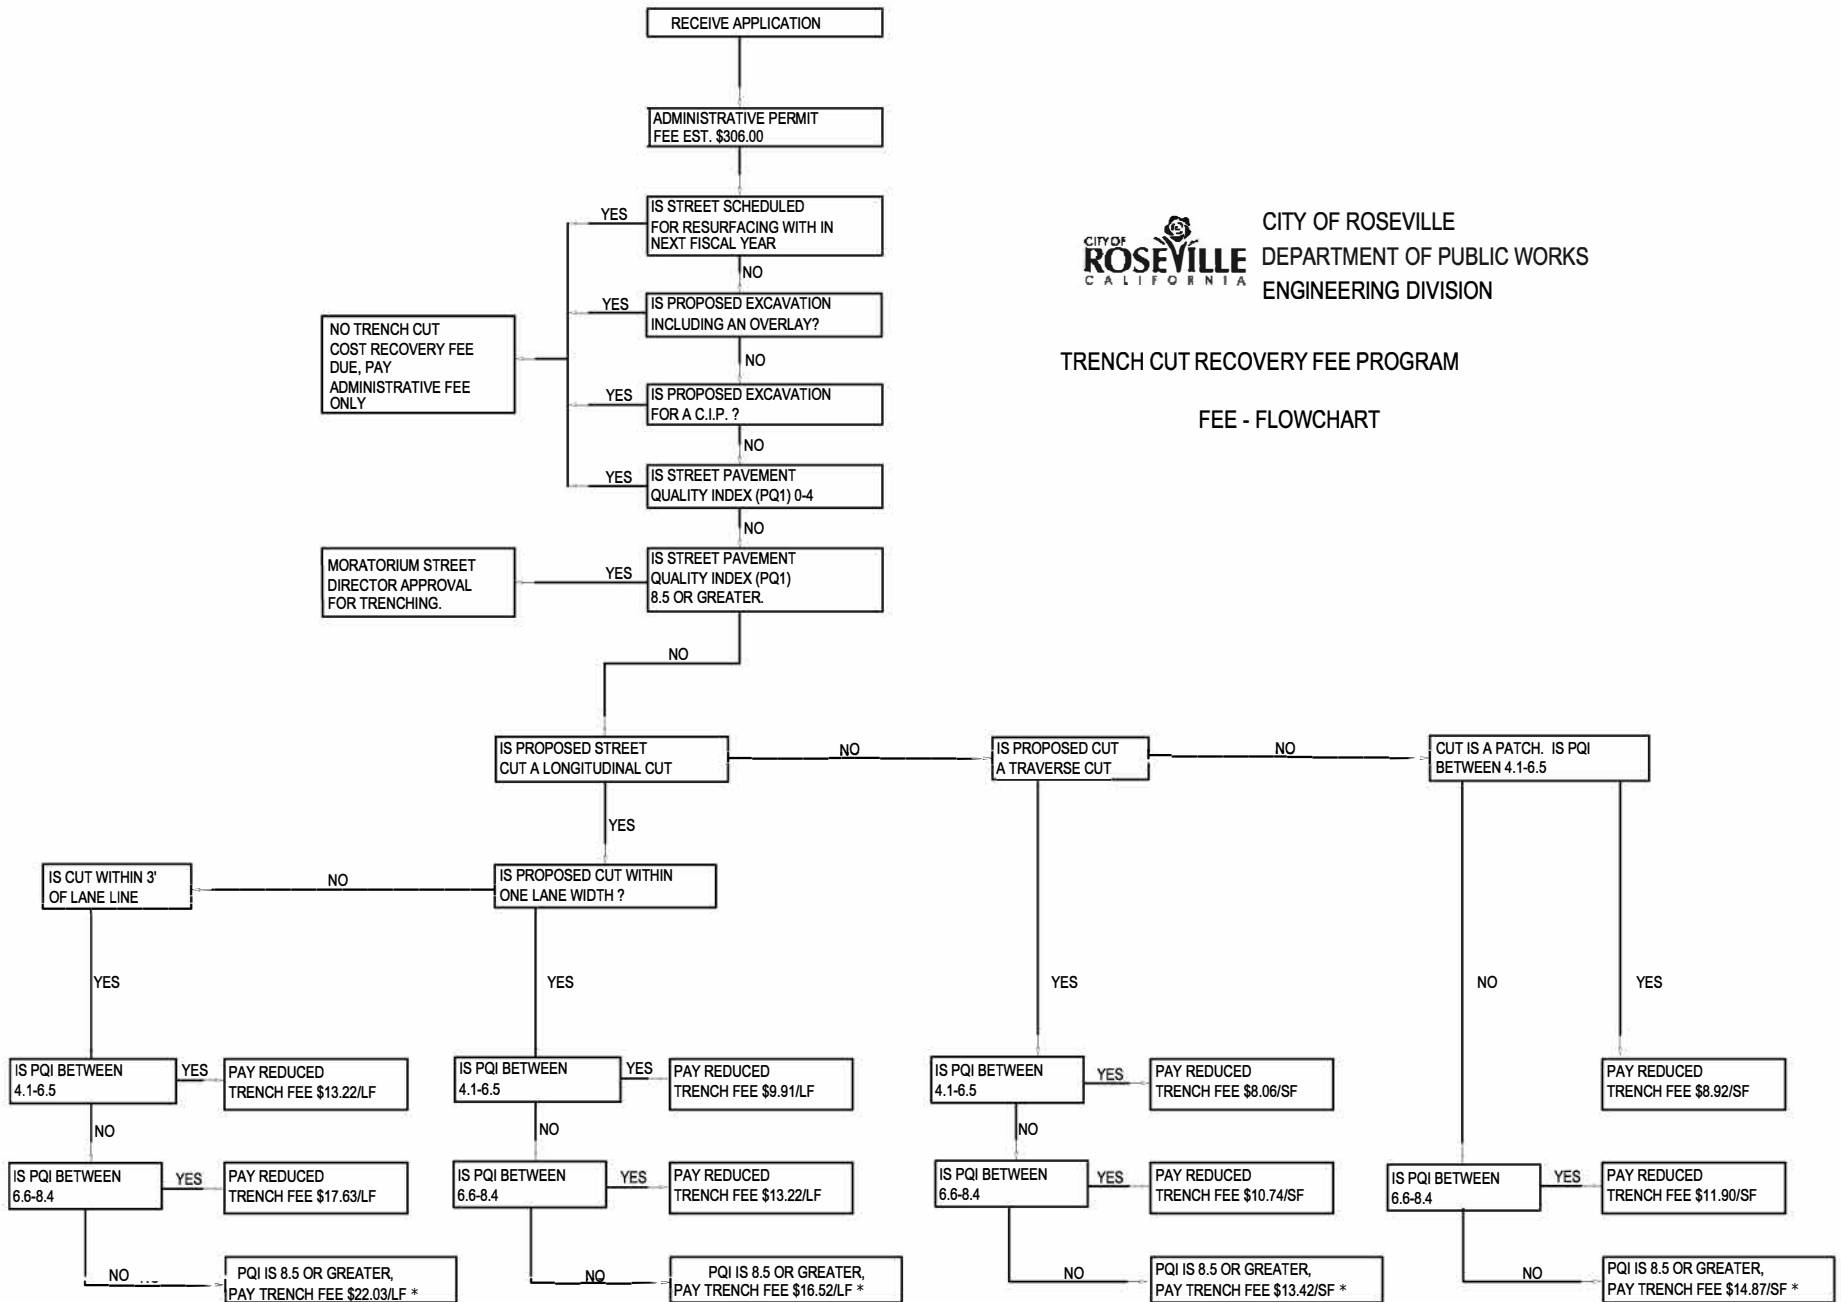 RECEIVE APPLICATION
ADMINISTRATIVE PERMIT
FEE EST. $306.00
IS STREET SCHEDULED
FOR RESURFACING WITH IN
NEXT FISCAL YEAR
YES
NO
CITY OF
ROSEVILLE
CALIFORNIA
CITY OF ROSEVILLE
DEPARTMENT OF PUBLIC WORKS
ENGINEERING DIVISION
TRENCH CUT RECOVERY FEE PROGRAM
FEE - FLOWCHART
IS PROPOSED EXCAVATION
INCLUDING AN OVERLAY?
YES
NO
NO TRENCH CUT
COST RECOVERY FEE
DUE, PAY
ADMINISTRATIVE FEE
ONLY
IS PROPOSED EXCAVATION
FOR A C.I.P. ?
YES
NO
IS STREET PAVEMENT
QUALITY INDEX (PQ1) 0-4
YES
NO
IS STREET PAVEMENT
QUALITY INDEX (PQ1)
8.5 OR GREATER.
YES
MORATORIUM STREET
DIRECTOR APPROVAL
FOR TRENCHING.
NO
IS PROPOSED STREET
CUT A LONGITUDINAL CUT
NO
IS PROPOSED CUT
A TRAVERSE CUT
NO
CUT IS A PATCH. IS PQI
BETWEEN 4.1-6.5
YES
IS PROPOSED CUT WITHIN
ONE LANE WIDTH ?
NO
IS CUT WITHIN 3'
OF LANE LINE
YES
YES
YES
NO
YES
IS PQI BETWEEN
4.1-6.5
YES
PAY REDUCED
TRENCH FEE $13.22/LF
IS PQI BETWEEN
4.1-6.5
YES
PAY REDUCED
TRENCH FEE $9.91/LF
IS PQI BETWEEN
4.1-6.5
YES
PAY REDUCED
TRENCH FEE $8.06/SF
PAY REDUCED
TRENCH FEE $8.92/SF
NO
NO
NO
IS PQI BETWEEN
6.6-8.4
YES
PAY REDUCED
TRENCH FEE $17.63/LF
IS PQI BETWEEN
6.6-8.4
YES
PAY REDUCED
TRENCH FEE $13.22/LF
IS PQI BETWEEN
6.6-8.4
YES
PAY REDUCED
TRENCH FEE $10.74/SF
IS PQI BETWEEN
6.6-8.4
YES
PAY REDUCED
TRENCH FEE $11.90/SF
NO
PQI IS 8.5 OR GREATER,
PAY TRENCH FEE $22.03/LF *
NO
PQI IS 8.5 OR GREATER,
PAY TRENCH FEE $16.52/LF *
NO
PQI IS 8.5 OR GREATER,
PAY TRENCH FEE $13.42/SF *
NO
PQI IS 8.5 OR GREATER,
PAY TRENCH FEE $14.87/SF *